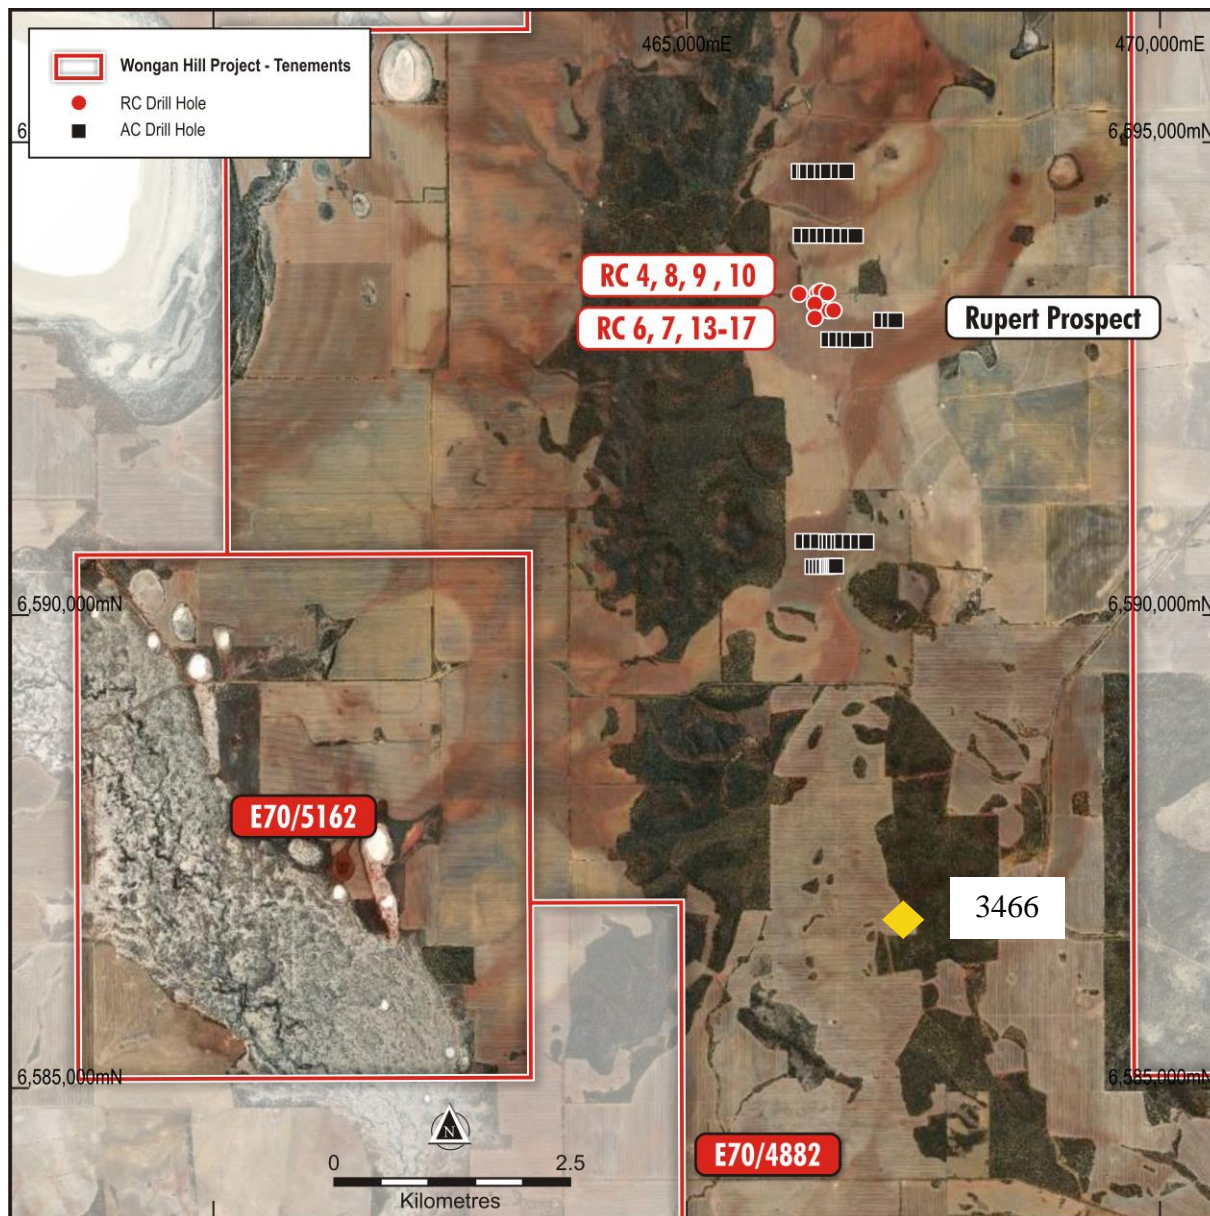 Wongan Hill Project - Tenements
RC Drill Hole
AC Drill Hole
465,000mE
470,000mE
6
6,595,000mN
RC 4, 8, 9 , 10
RC 6, 7, 13-17
Rupert Prospect
6,590,000mN
6,590,000mN
E70/5162
3466
6,585,000mN
6,585,000mN
N
0 2.5
Kilometres
E70/4882